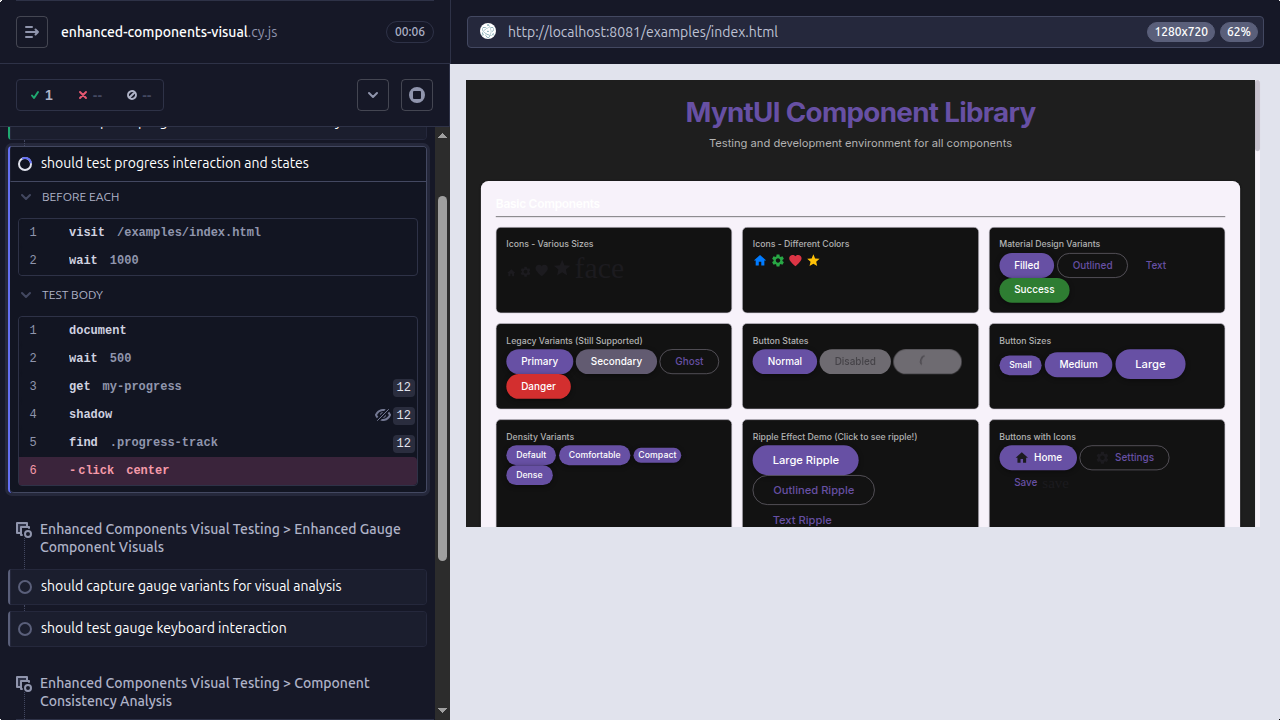 enhanced-components-visual.cy.js
00:06
1
--
--
should test progress interaction and states
BEFORE EACH
1 visit /examples/index.html
2 wait 1000
TEST BODY
1 document
2 wait 500
3 get my-progress 12
4 shadow 12
5 find .progress-track 12
6 -click center
Enhanced Components Visual Testing > Enhanced Gauge
Component Visuals
should capture gauge variants for visual analysis
should test gauge keyboard interaction
Enhanced Components Visual Testing > Component
Consistency Analysis
http://localhost:8081/examples/index.html
1280x720
62%
MyntUI Component Library
Testing and development environment for all components
Basic Components
Icons - Various Sizes
face
Icons - Different Colors
Material Design Variants
Filled Outlined Text
Success
Legacy Variants (Still Supported)
Primary Secondary Ghost
Danger
Button States
Normal Disabled
Button Sizes
Small Medium Large
Density Variants
Default Comfortable Compact
Dense
Ripple Effect Demo (Click to see ripple!)
Large Ripple
Outlined Ripple
Text Ripple
Buttons with Icons
Home Settings
Save save